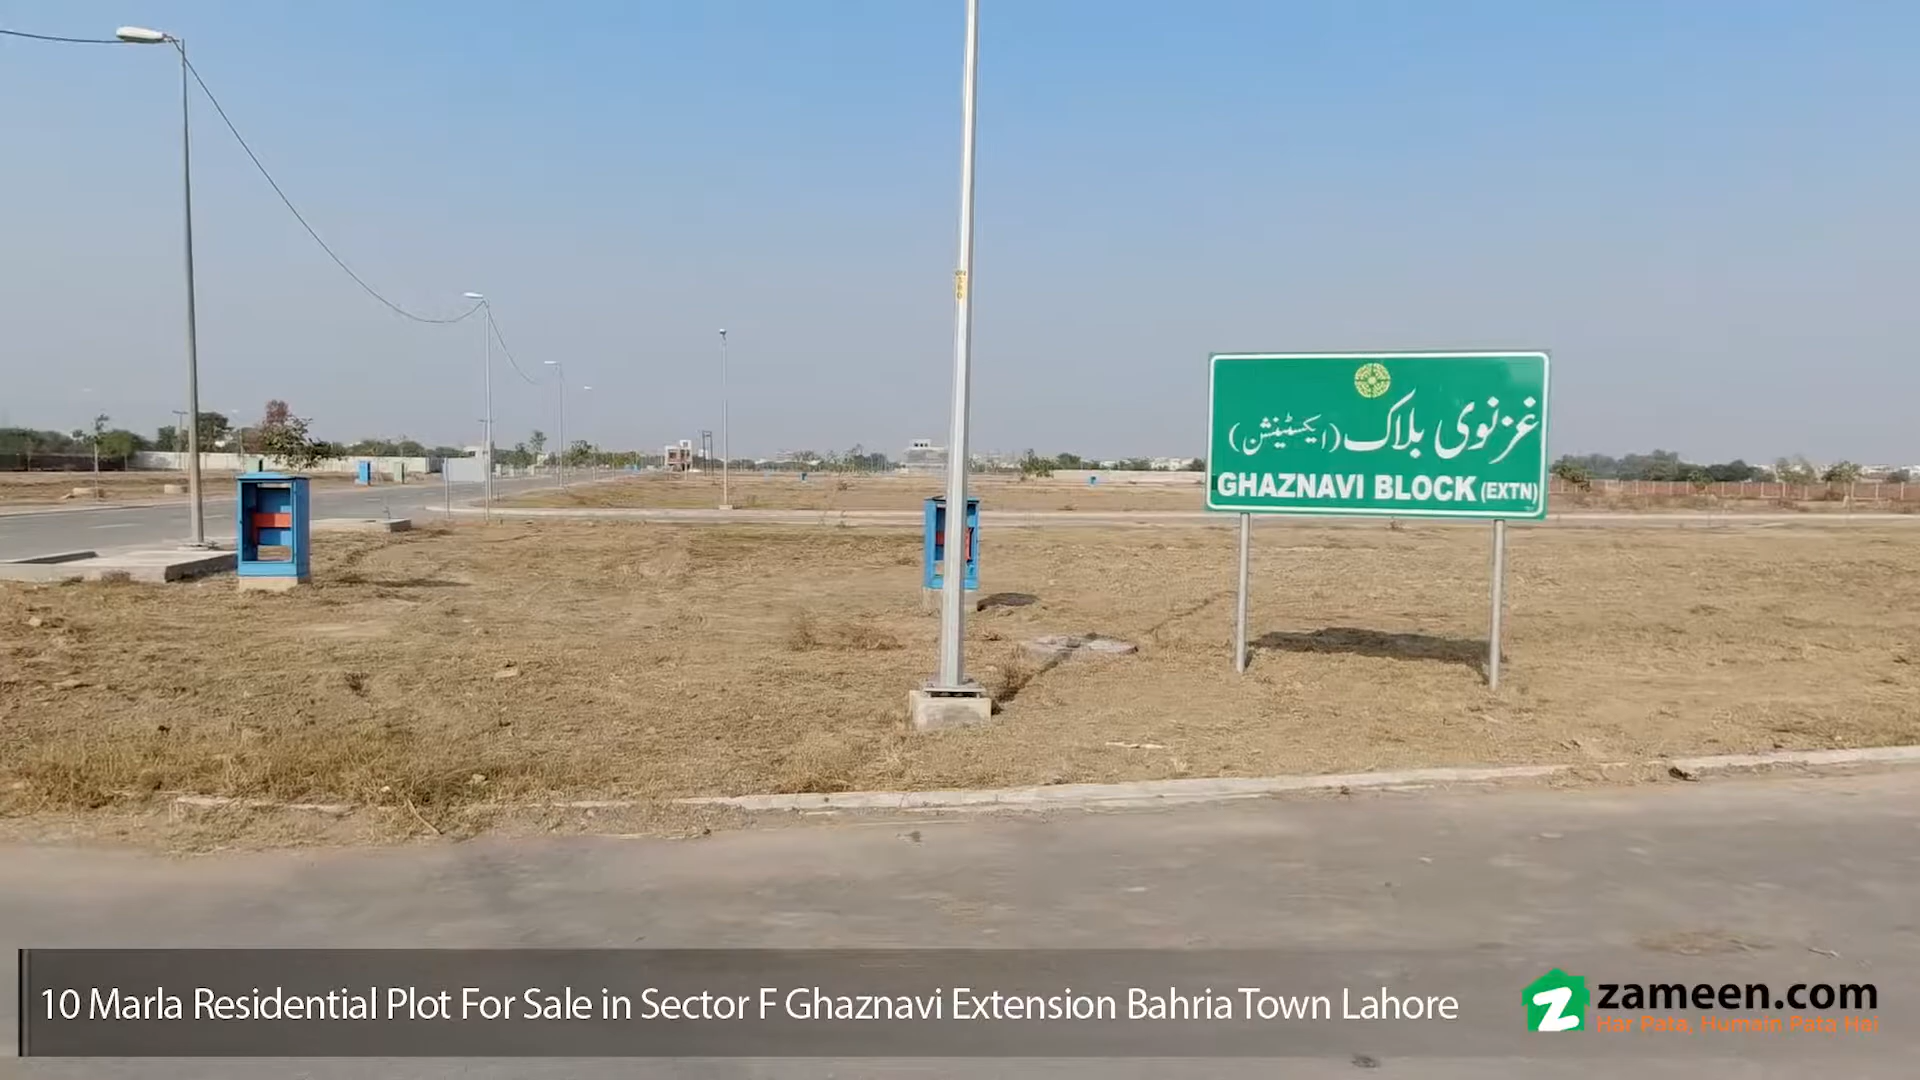 غزنوی بلاک (ایکسٹینشن)
GHAZNAVI BLOCK (EXTN)
10 Marla Residential Plot For Sale in Sector F Ghaznavi Extension Bahria Town Lahore
zameen.com
Har Pata, Humain Pata Hai